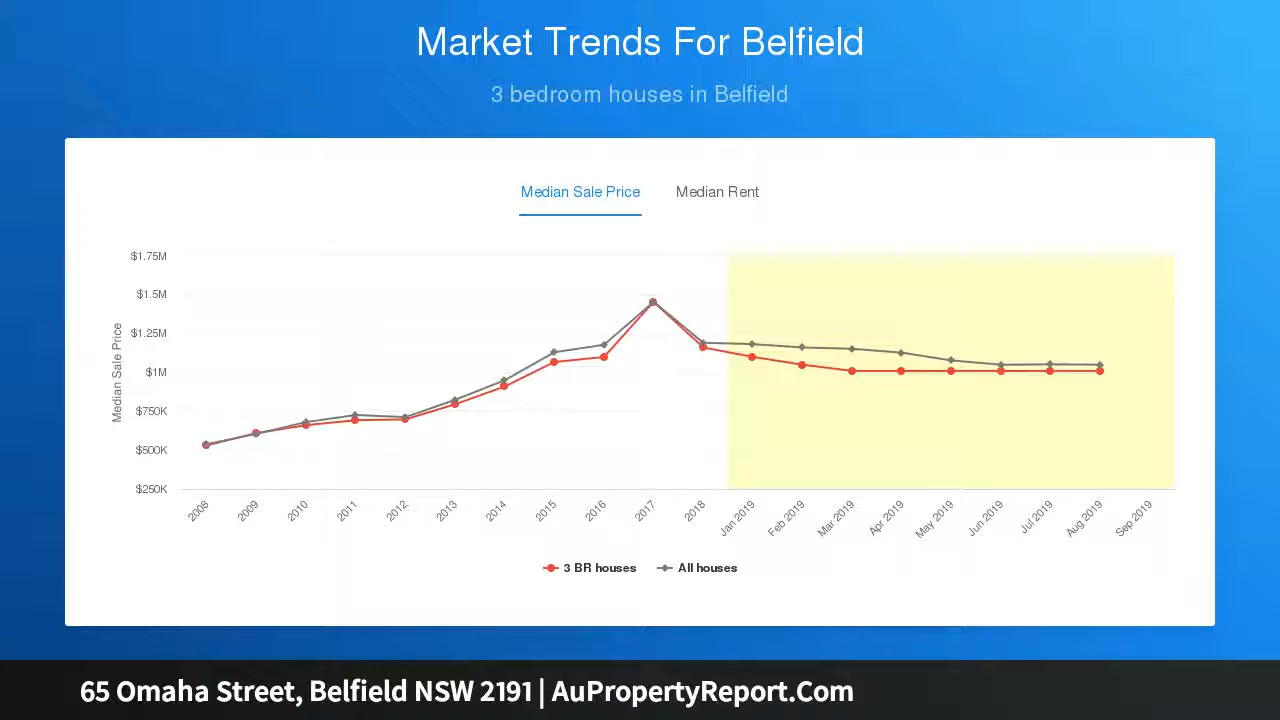 Market Trends For Belfield
3 bedroom houses in Belfield
Median Sale Price Median Rent
Median Sale Price
$1.75M
$1.5M
$1.25M
$1M
$750K
$500K
$250K
2008 2009 2010 2011 2012 2013 2014 2015 2016 2017 2018 Jan 2019 Feb 2019 Mar 2019 Apr 2019 May 2019 Jun 2019 Jul 2019 Aug 2019 Sep 2019
3 BR houses All houses
65 Omaha Street, Belfield NSW 2191 | AuPropertyReport.Com